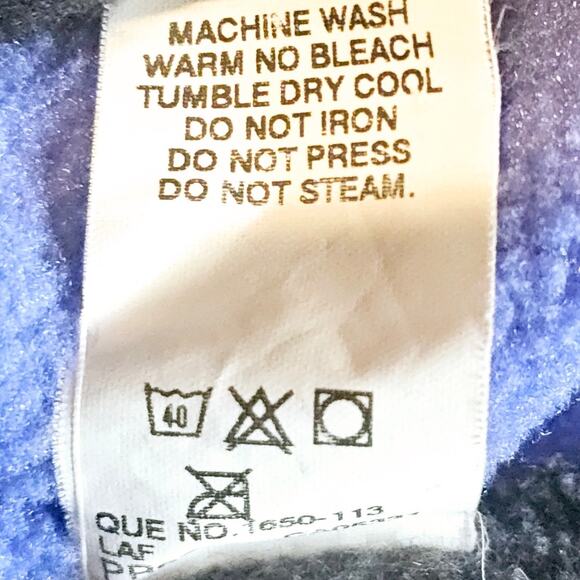 MACHINE WASH
WARM NO BLEACH
TUMBLE DRY COOL
DO NOT IRON
DO NOT PRESS
DO NOT STEAM.
40
QUE NO. 1650-113
LAF